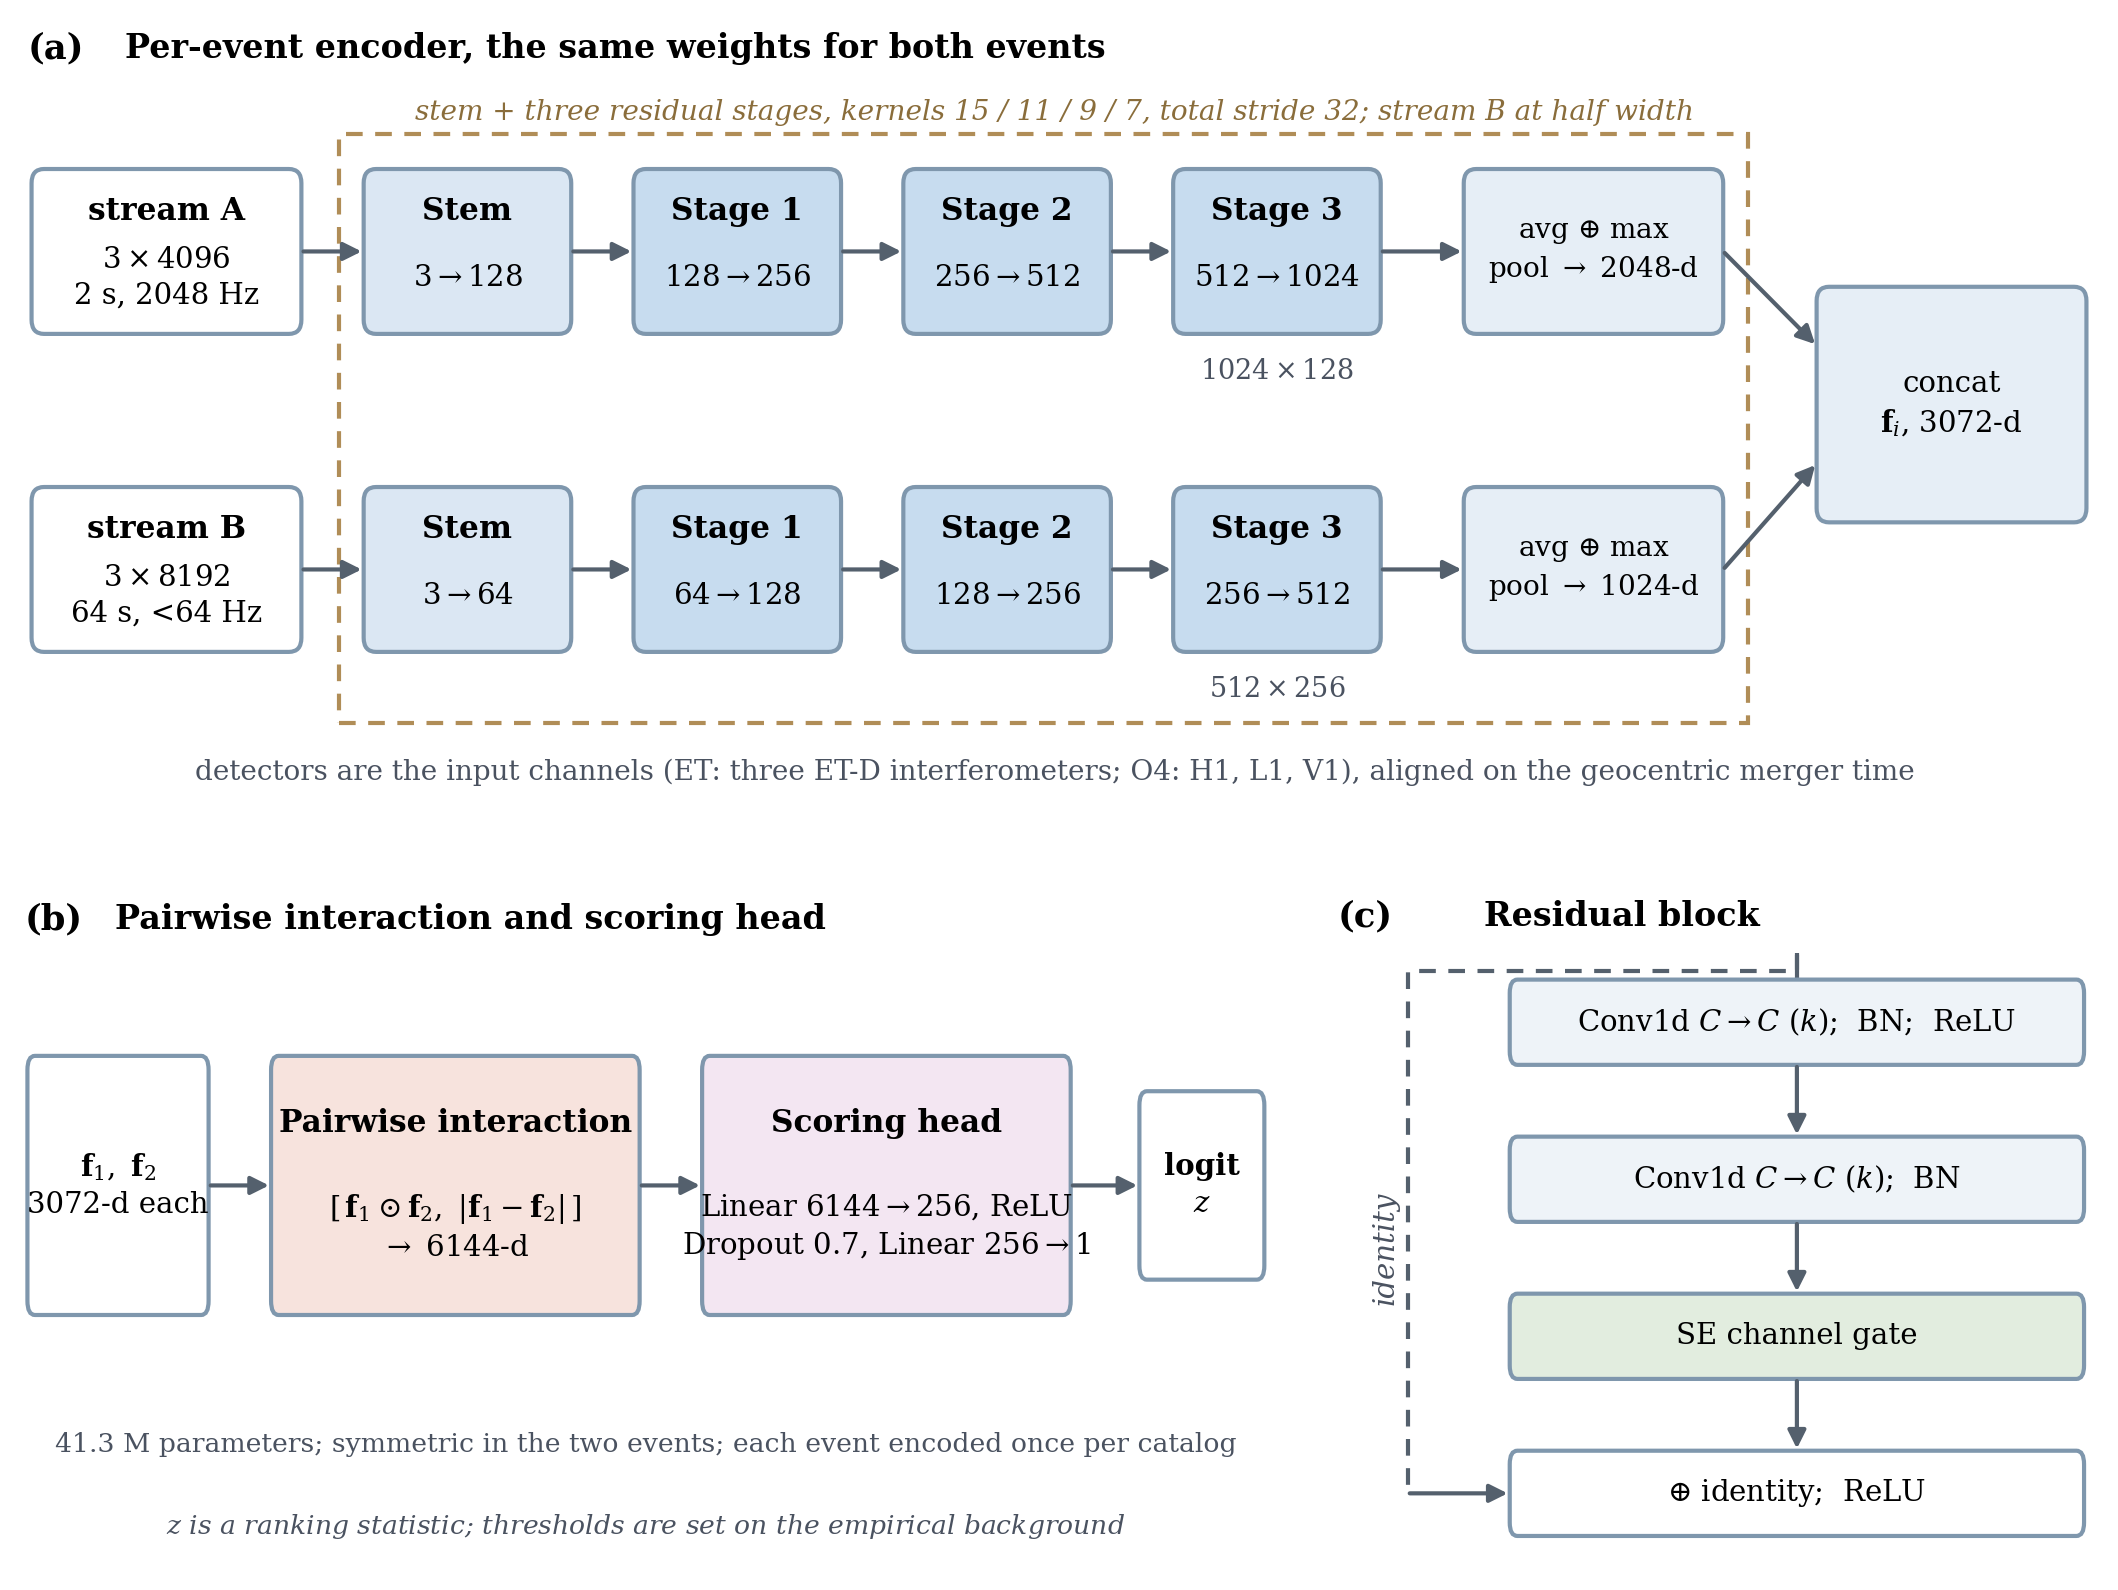 (a) Per-event encoder, the same weights for both events
stem + three residual stages, kernels 15 / 11 / 9 / 7, total stride 32; stream B at half width
stream A
3 × 4096
2 s, 2048 Hz
Stem
3→128
Stage 1
128→256
Stage 2
256→512
Stage 3
512→1024
1024 × 128
avg ⊕ max
pool → 2048-d
concat
f_i, 3072-d
stream B
3 × 8192
64 s, <64 Hz
Stem
3→64
Stage 1
64→128
Stage 2
128→256
Stage 3
256→512
512 × 256
avg ⊕ max
pool → 1024-d
detectors are the input channels (ET: three ET-D interferometers; O4: H1, L1, V1), aligned on the geocentric merger time
(b) Pairwise interaction and scoring head
f₁, f₂
3072-d each
Pairwise interaction
[f₁ ⊙ f₂, |f₁ − f₂|]
→ 6144-d
Scoring head
Linear 6144→256, ReLU
Dropout 0.7, Linear 256→1
logit
z
41.3 M parameters; symmetric in the two events; each event encoded once per catalog
z is a ranking statistic; thresholds are set on the empirical background
(c) Residual block
Conv1d C→C (k); BN; ReLU
Conv1d C→C (k); BN
SE channel gate
⊕ identity; ReLU
identity